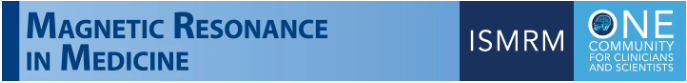 MAGNETIC RESONANCE
IN MEDICINE
ISMRM
ONE
COMMUNITY
FOR CLINICIANS
AND SCIENTISTS